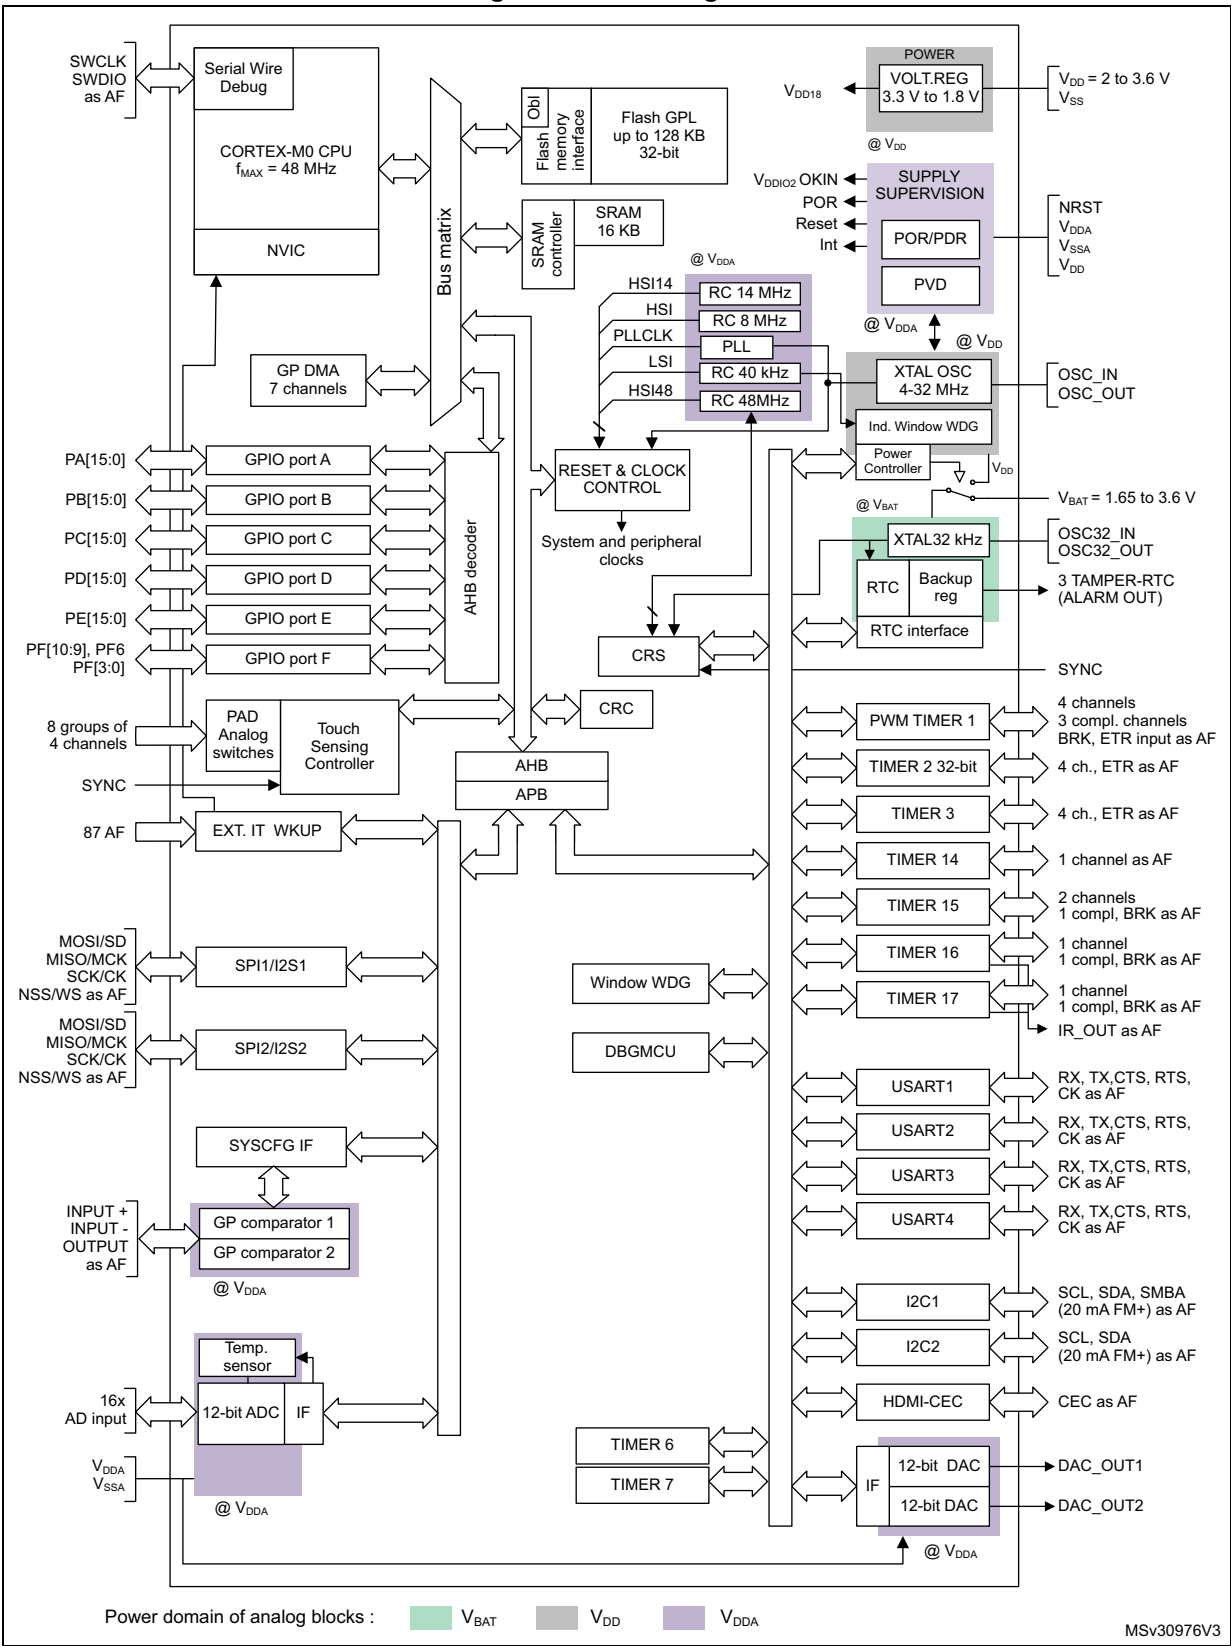 SWCLK
SWDIO
as AF
Serial Wire
Debug
CORTEX-M0 CPU
fMAX = 48 MHz
NVIC
Bus matrix
Obl
Flash
memory
interface
Flash GPL
up to 128 KB
32-bit
SRAM
controller
SRAM
16 KB
POWER
VOLT.REG
3.3 V to 1.8 V
VDD18
VDD = 2 to 3.6 V
VSS
@ VDD
SUPPLY
SUPERVISION
VDDIO2 OKIN
POR
Reset
Int
POR/PDR
PVD
NRST
VDDA
VSSA
VDD
@ VDDA
@ VDD
@ VDDA
HSI14
RC 14 MHz
HSI
RC 8 MHz
PLLCLK
PLL
LSI
RC 40 kHz
HSI48
RC 48MHz
XTAL OSC
4-32 MHz
OSC_IN
OSC_OUT
Ind. Window WDG
Power
Controller
VDD
@ VBAT
VBAT = 1.65 to 3.6 V
GP DMA
7 channels
RESET & CLOCK
CONTROL
System and peripheral
clocks
XTAL32 kHz
OSC32_IN
OSC32_OUT
RTC
Backup
reg
3 TAMPER-RTC
(ALARM OUT)
RTC interface
PA[15:0]
GPIO port A
PB[15:0]
GPIO port B
PC[15:0]
GPIO port C
PD[15:0]
GPIO port D
PE[15:0]
GPIO port E
PF[10:9], PF6
PF[3:0]
GPIO port F
AHB decoder
CRS
SYNC
8 groups of
4 channels
PAD
Analog
switches
Touch
Sensing
Controller
SYNC
CRC
AHB
APB
87 AF
EXT. IT WKUP
PWM TIMER 1
4 channels
3 compl. channels
BRK, ETR input as AF
TIMER 2 32-bit
4 ch., ETR as AF
TIMER 3
4 ch., ETR as AF
TIMER 14
1 channel as AF
TIMER 15
2 channels
1 compl, BRK as AF
TIMER 16
1 channel
1 compl, BRK as AF
TIMER 17
1 channel
1 compl, BRK as AF
IR_OUT as AF
MOSI/SD
MISO/MCK
SCK/CK
NSS/WS as AF
SPI1/I2S1
Window WDG
MOSI/SD
MISO/MCK
SCK/CK
NSS/WS as AF
SPI2/I2S2
DBGMCU
USART1
RX, TX,CTS, RTS,
CK as AF
USART2
RX, TX,CTS, RTS,
CK as AF
USART3
RX, TX,CTS, RTS,
CK as AF
USART4
RX, TX,CTS, RTS,
CK as AF
SYSCFG IF
INPUT +
INPUT -
OUTPUT
as AF
GP comparator 1
GP comparator 2
@ VDDA
I2C1
SCL, SDA, SMBA
(20 mA FM+) as AF
I2C2
SCL, SDA
(20 mA FM+) as AF
HDMI-CEC
CEC as AF
Temp.
sensor
16x
AD input
12-bit ADC
IF
VDDA
VSSA
@ VDDA
TIMER 6
TIMER 7
IF
12-bit DAC
DAC_OUT1
12-bit DAC
DAC_OUT2
@ VDDA
Power domain of analog blocks :
VBAT
VDD
VDDA
MSv30976V3